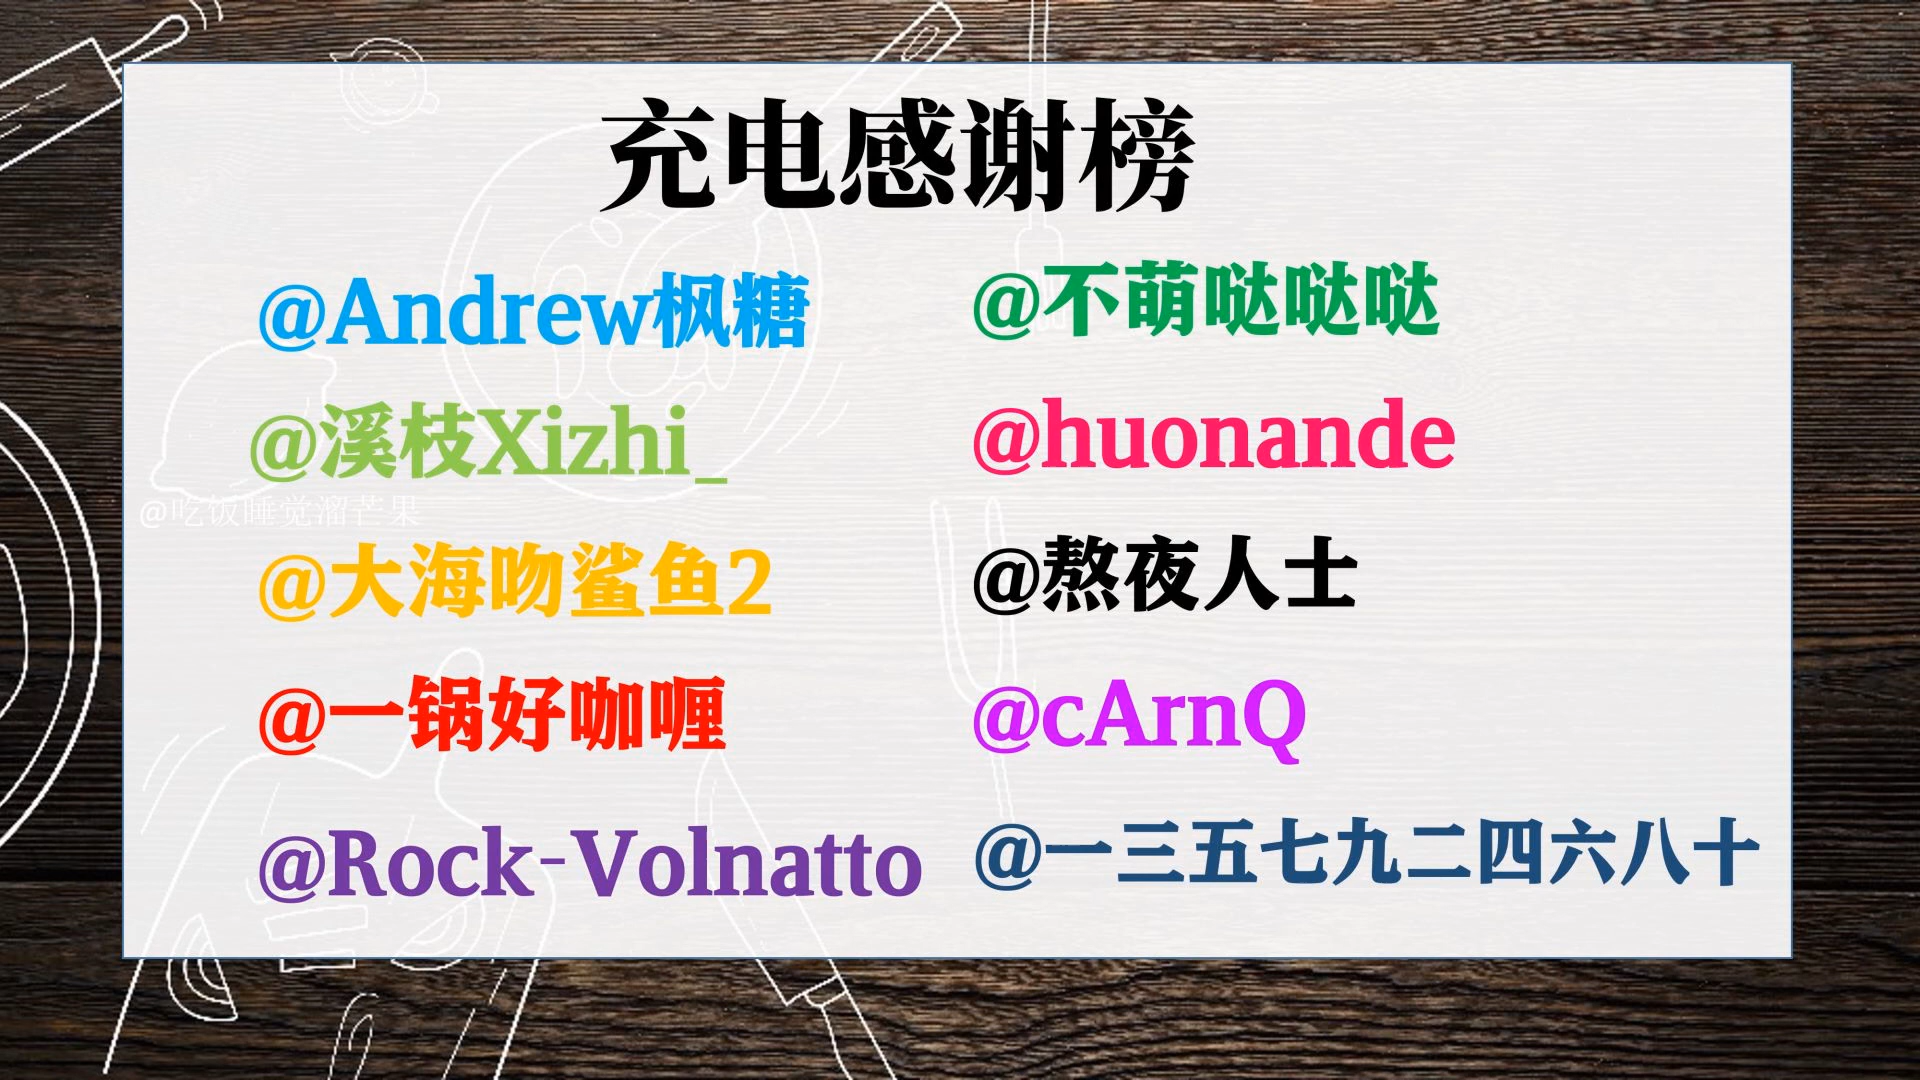 充电感谢榜
@Andrew枫糖
@不萌哒哒哒
@溪枝Xizhi_
@huonande
@吃饭睡觉溜芒果
@大海吻鲨鱼2
@熬夜人士
@一锅好咖喱
@cArnQ
@Rock-Volnatto
@一三五七九二四六八十